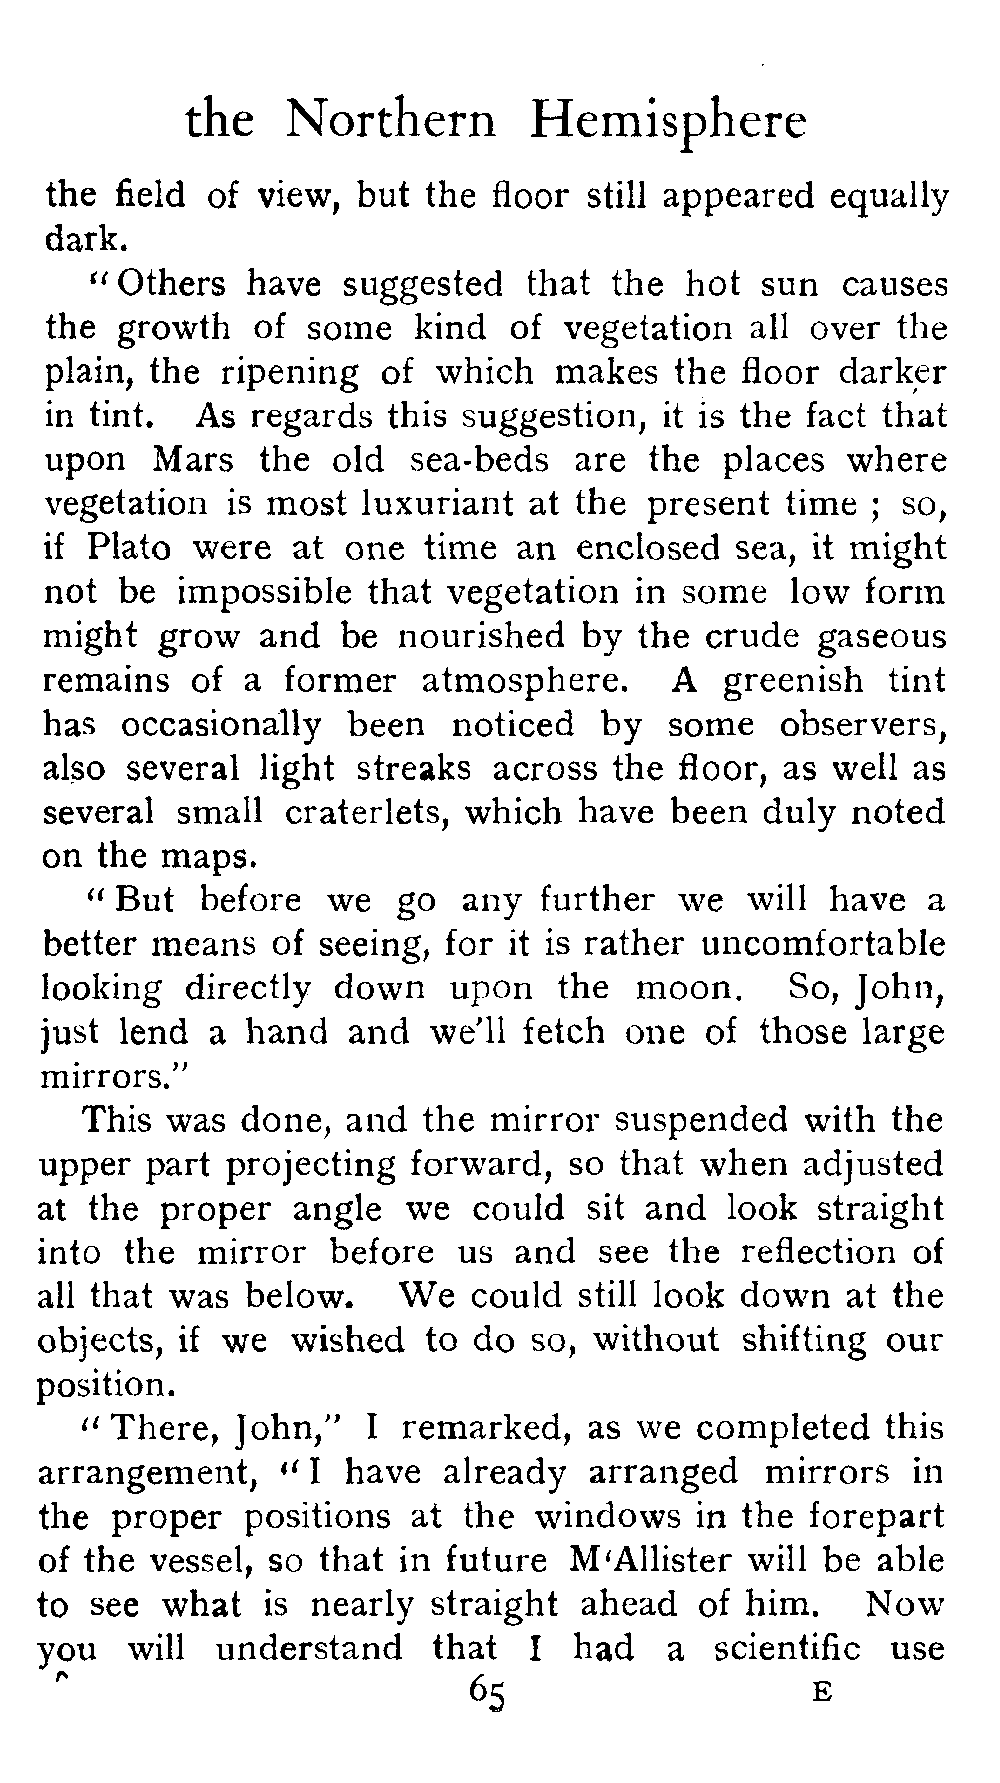 the Northern Hemisphere
the field of view, but the floor still appeared equally
dark.
“Others have suggested that the hot sun causes
the growth of some kind of vegetation all over the
plain, the ripening of which makes the floor darker
in tint. As regards this suggestion, it is the fact that
upon Mars the old sea-beds are the places where
vegetation is most luxuriant at the present time ; so,
if Plato were at one time an enclosed sea, it might
not be impossible that vegetation in some low form
might grow and be nourished by the crude gaseous
remains of a former atmosphere. A greenish tint
has occasionally been noticed by some observers,
also several light streaks across the floor, as well as
several small craterlets, which have been duly noted
on the maps.
“But before we go any further we will have a
better means of seeing, for it is rather uncomfortable
looking directly down upon the moon. So, John,
just lend a hand and we'll fetch one of those large
mirrors.”
This was done, and the mirror suspended with the
upper part projecting forward, so that when adjusted
at the proper angle we could sit and look straight
into the mirror before us and see the reflection of
all that was below. We could still look down at the
objects, if we wished to do so, without shifting our
position.
“There, John,” I remarked, as we completed this
arrangement, “I have already arranged mirrors in
the proper positions at the windows in the forepart
of the vessel, so that in future M‘Allister will be able
to see what is nearly straight ahead of him. Now
you will understand that I had a scientific use
65 E